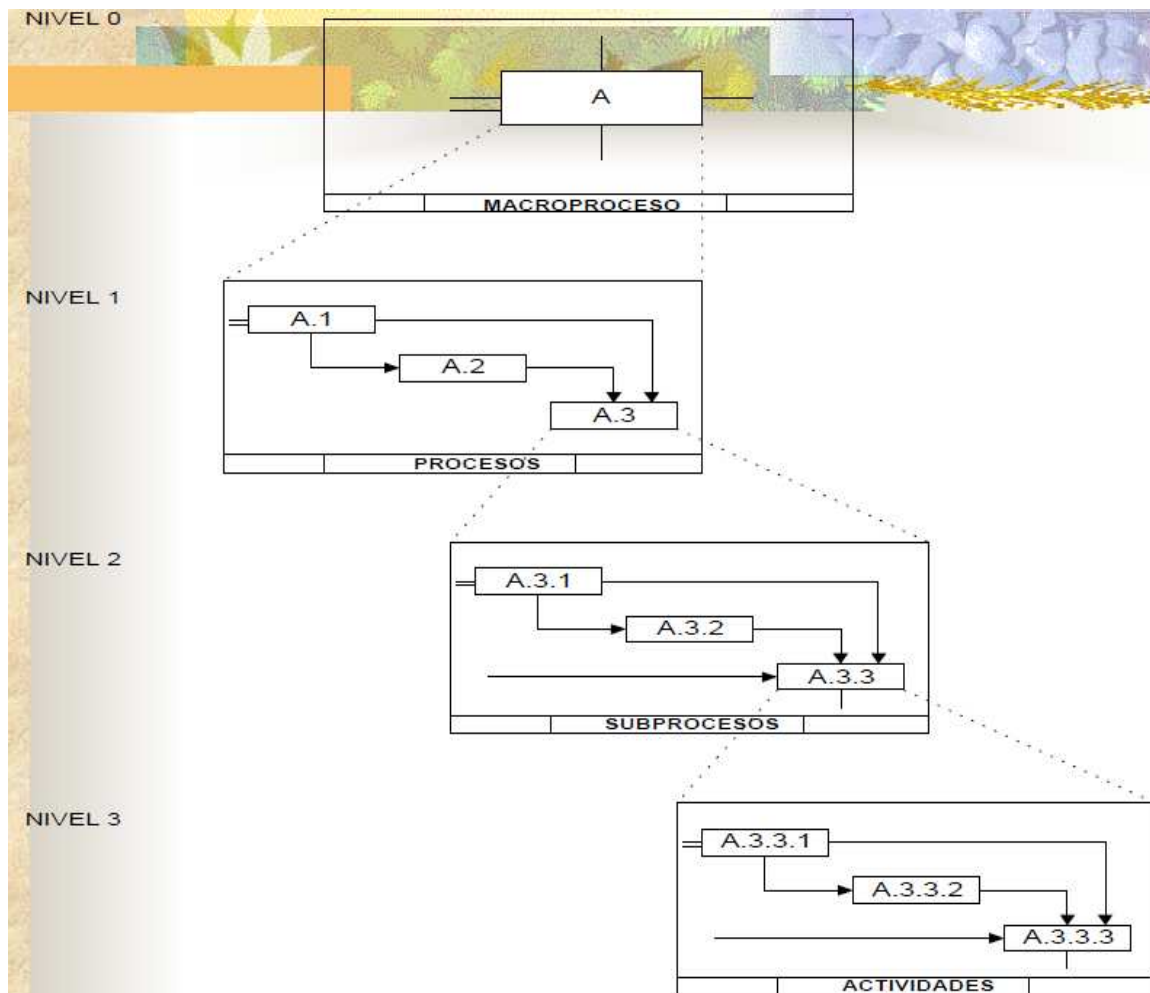 NIVEL 0
A
MACROPROCESO
NIVEL 1
A.1
A.2
A.3
PROCESOS
NIVEL 2
A.3.1
A.3.2
A.3.3
SUBPROCESOS
NIVEL 3
A.3.3.1
A.3.3.2
A.3.3.3
ACTIVIDADES